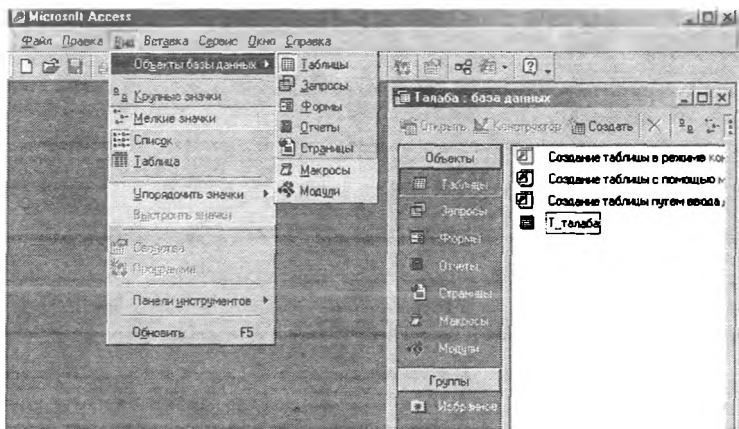 Microsoft Access
Файл Правка Вид Вставка Сервис Окно Справка
Объекты базы данных
Крупные значки
Мелкие значки
Список
Таблица
Упорядочить значки
Выстроить значки
Свойства
Программа
Панели инструментов
Обновить F5
Таблицы
Запросы
Формы
Отчеты
Страницы
Макросы
Модули
Талаба : база данных
Открыть Конструктор Создать
Объекты
Таблицы
Запросы
Формы
Отчеты
Страницы
Макросы
Модули
Группы
Избранное
Создание таблицы в режиме кон
Создание таблицы с помощью м
Создание таблицы путем ввода
Т_талаба